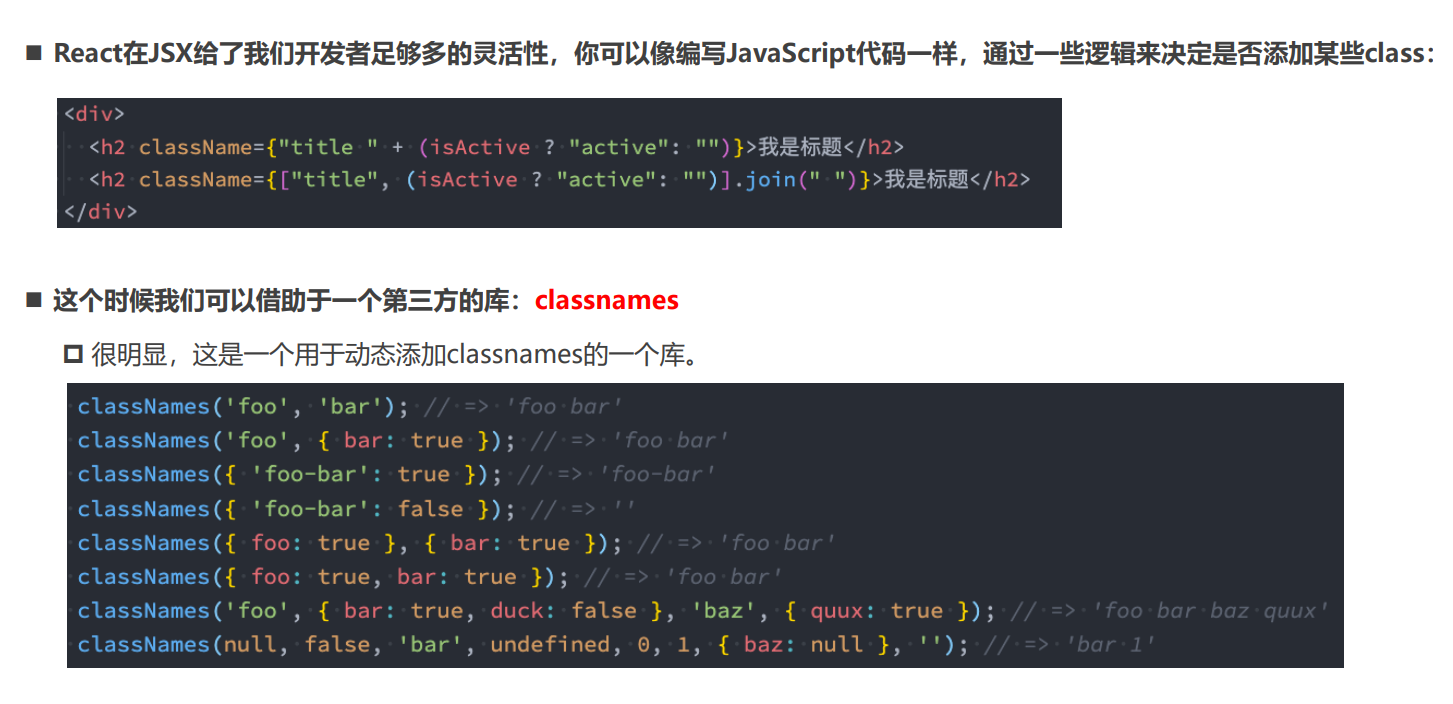 React在JSX给了我们开发者足够多的灵活性，你可以像编写JavaScript代码一样，通过一些逻辑来决定是否添加某些class：
<div>
<h2 className={"title " + (isActive ? "active": "")}>我是标题</h2>
<h2 className={["title", (isActive ? "active": "")].join(" ")}>我是标题</h2>
</div>
这个时候我们可以借助于一个第三方的库：classnames
很明显，这是一个用于动态添加classnames的一个库。
classNames('foo', 'bar'); // => 'foo bar'
classNames('foo', { bar: true }); // => 'foo bar'
classNames({ 'foo-bar': true }); // => 'foo-bar'
classNames({ 'foo-bar': false }); // => ''
classNames({ foo: true }, { bar: true }); // => 'foo bar'
classNames({ foo: true, bar: true }); // => 'foo bar'
classNames('foo', { bar: true, duck: false }, 'baz', { quux: true }); // => 'foo bar baz quux'
classNames(null, false, 'bar', undefined, 0, 1, { baz: null }, ''); // => 'bar 1'